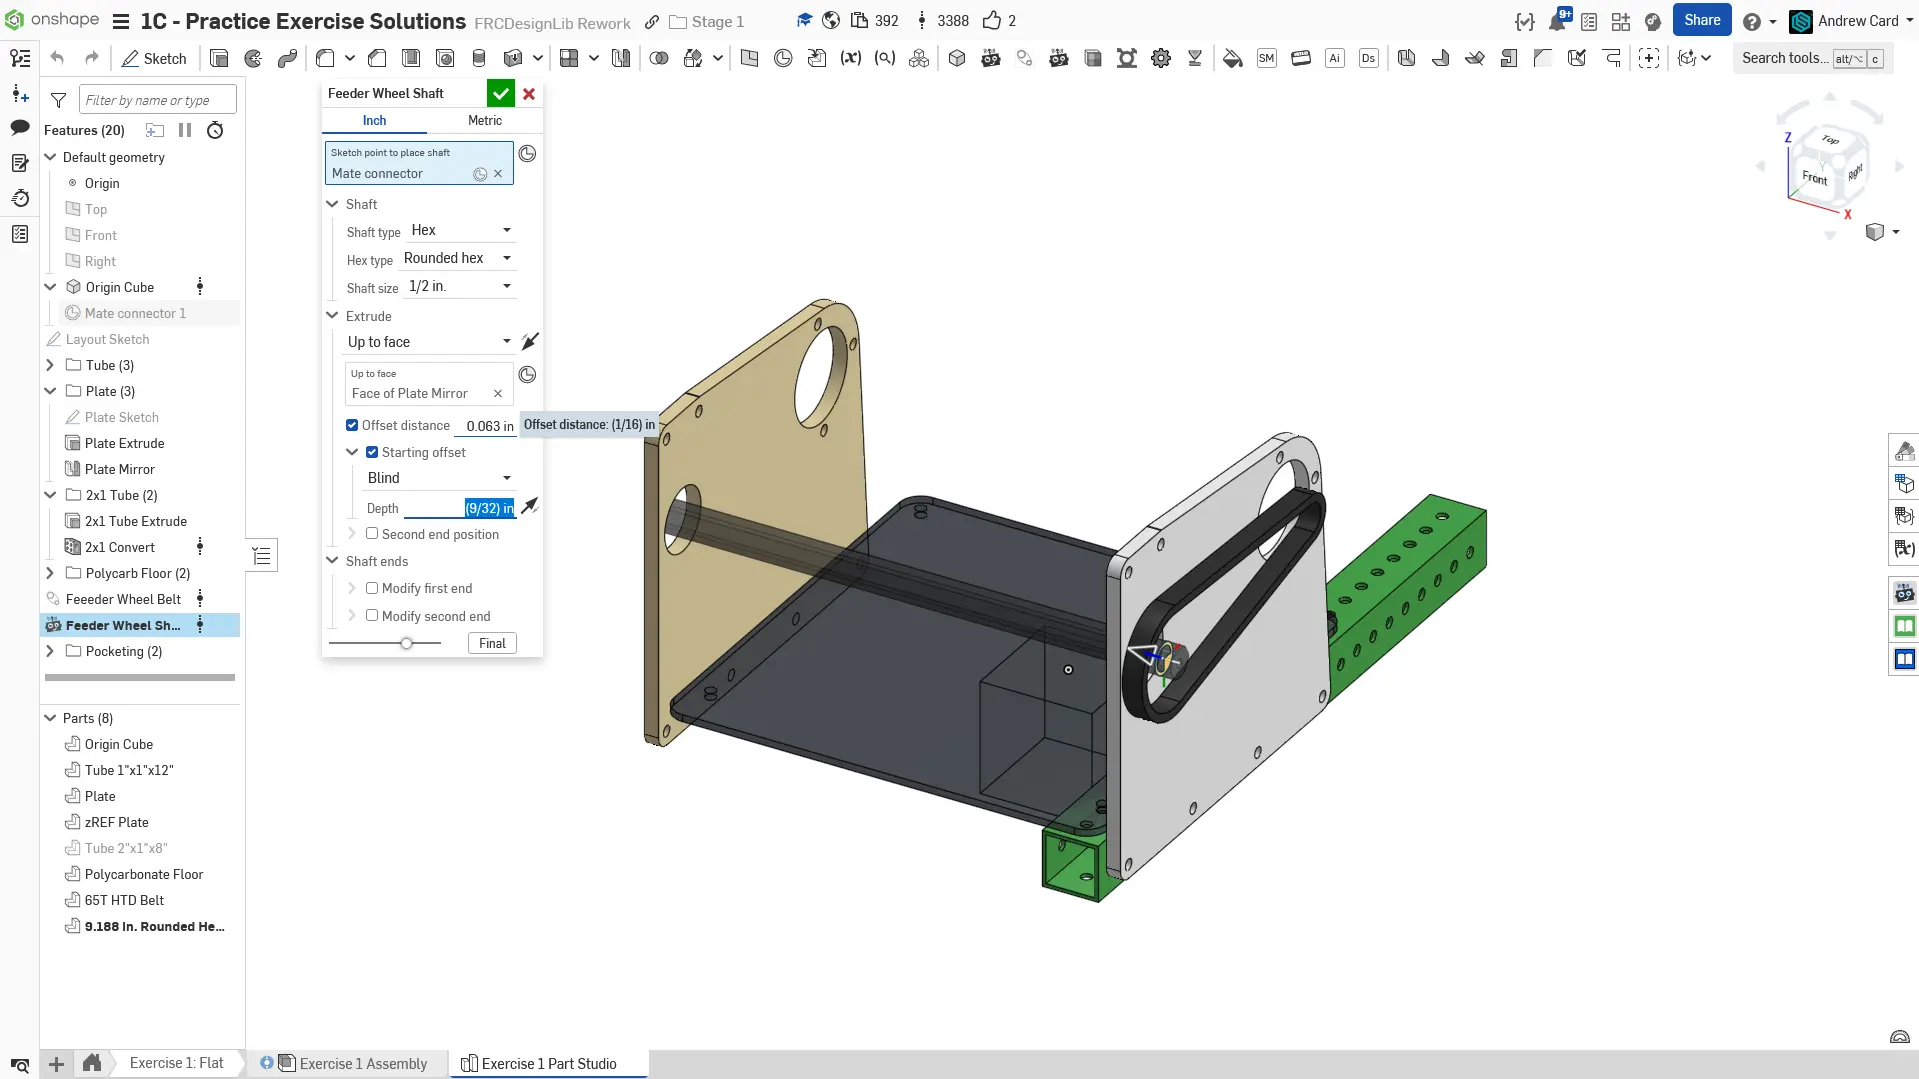 onshape
1C - Practice Exercise Solutions
FRCDesignLib Rework
Stage 1
392
3388
2
9+
Share
Andrew Card
Sketch
SM
Ai
Ds
Search tools...
alt/⌥
c
Filter by name or type
Features (20)
Default geometry
Origin
Top
Front
Right
Origin Cube
Mate connector 1
Layout Sketch
Tube (3)
Plate (3)
Plate Sketch
Plate Extrude
Plate Mirror
2x1 Tube (2)
2x1 Tube Extrude
2x1 Convert
Polycarb Floor (2)
Feeeder Wheel Belt
Feeder Wheel Sh...
Pocketing (2)
Parts (8)
Origin Cube
Tube 1"x1"x12"
Plate
zREF Plate
Tube 2"x1"x8"
Polycarbonate Floor
65T HTD Belt
9.188 in. Rounded He...
Feeder Wheel Shaft
Inch
Metric
Sketch point to place shaft
Mate connector
Shaft
Shaft type
Hex
Hex type
Rounded hex
Shaft size
1/2 in.
Extrude
Up to face
Up to face
Face of Plate Mirror
Offset distance
0.063 in
Offset distance: (1/16) in
Starting offset
Blind
Depth
(9/32) in
Second end position
Shaft ends
Modify first end
Modify second end
Final
Z
Top
Front
Right
X
Exercise 1: Flat
Exercise 1 Assembly
Exercise 1 Part Studio